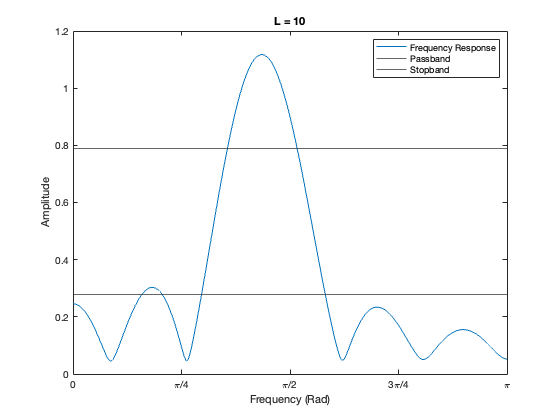 L = 10
Frequency Response
Passband
Stopband
Amplitude
1.2
1
0.8
0.6
0.4
0.2
0
0 π/4 π/2 3π/4 π
Frequency (Rad)